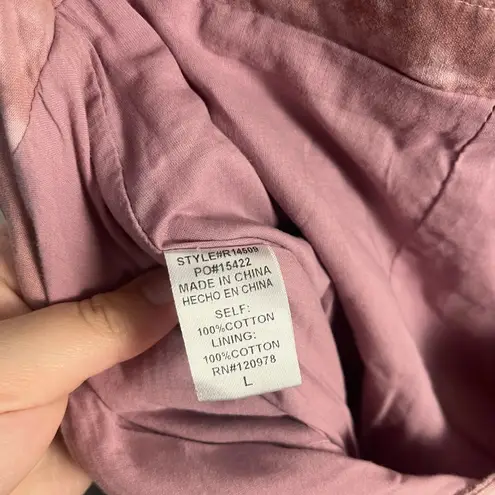 STYLE#R14509
PO#15422
MADE IN CHINA
HECHO EN CHINA
SELF:
100%COTTON
LINING:
100%COTTON
RN#120978
L